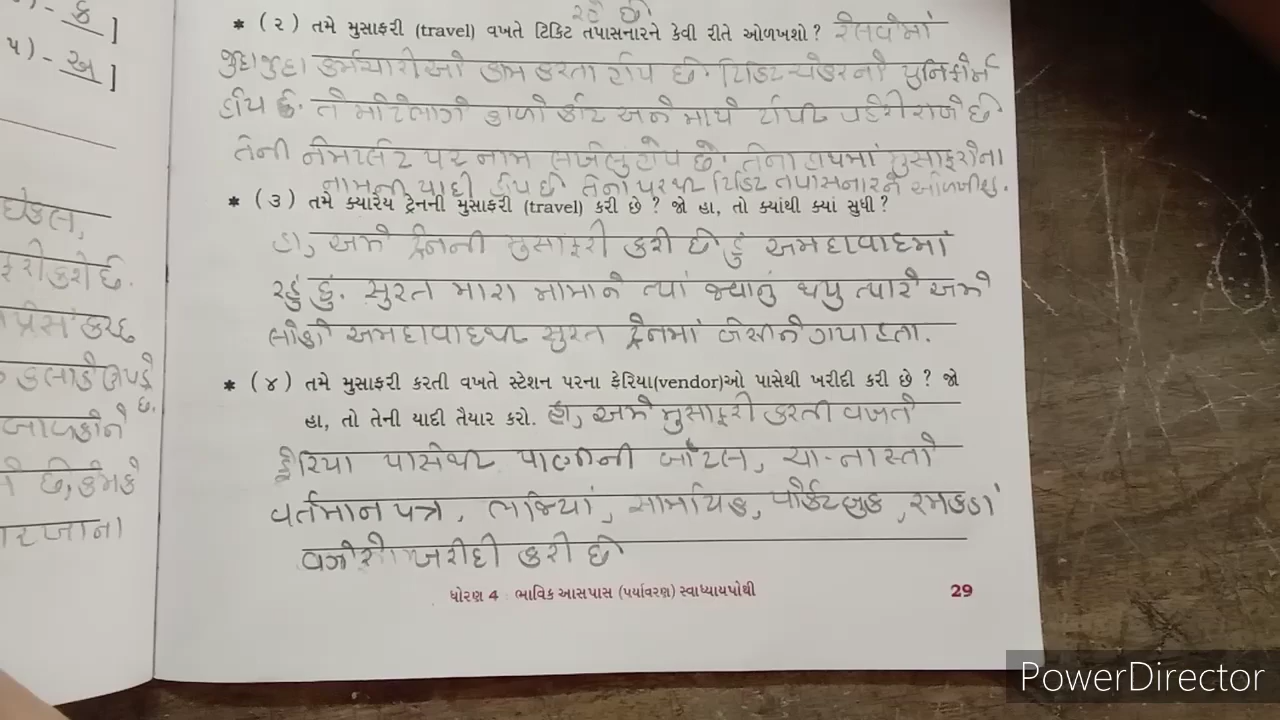 ૫) - અ ]
* (૨) તમે મુસાફરી (travel) વખતે ટિકિટ તપાસનારને કેવી રીતે ઓળખશો ? રેલવેમાં
જુદાજુદા કર્મચારીઓ કામ કરતા હોય છે ટિકિટ ચેકરનો યુનિફોર્મ
હોય છે. તે મોટેભાગે કાળો કોટ અને માથે ટોપી પહેરી રાખે છે
તેની નેમપ્લેટ પર નામ લખેલું હોય છે. તેના હાથમાં મુસાફરોના
નામની યાદી હોય છે તેના પરથી ટિકિટ તપાસનારને ઓળખીશું.
* (૩) તમે ક્યારેય ટ્રેનની મુસાફરી (travel) કરી છે ? જો હા, તો ક્યાંથી ક્યાં સુધી ?
હા, અમે ટ્રેનની મુસાફરી કરી છે હું અમદાવાદમાં
રહું છું. સુરત મારા મામાને ત્યાં જવાનું થયુ ત્યારે અમે
લોકો અમદાવાદથી સુરત ટ્રેનમાં બેસીને ગયા હતા.
* (૪) તમે મુસાફરી કરતી વખતે સ્ટેશન પરના ફેરિયા(vendor)ઓ પાસેથી ખરીદી કરી છે ? જો
હા, તો તેની યાદી તૈયાર કરો. હા, અમે મુસાફરી કરતી વખતે
ફેરિયા પાસેથી પાણીની બોટલ, ચા-નાસ્તો
વર્તમાન પત્ર, ભજિયાં, સામયિક, પોકેટબુક, રમકડાં
વગેરેની ખરીદી કરી છે
ધોરણ 4 : ભાવિક આસપાસ (પર્યાવરણ) સ્વાધ્યાયપોથી 29
PowerDirector